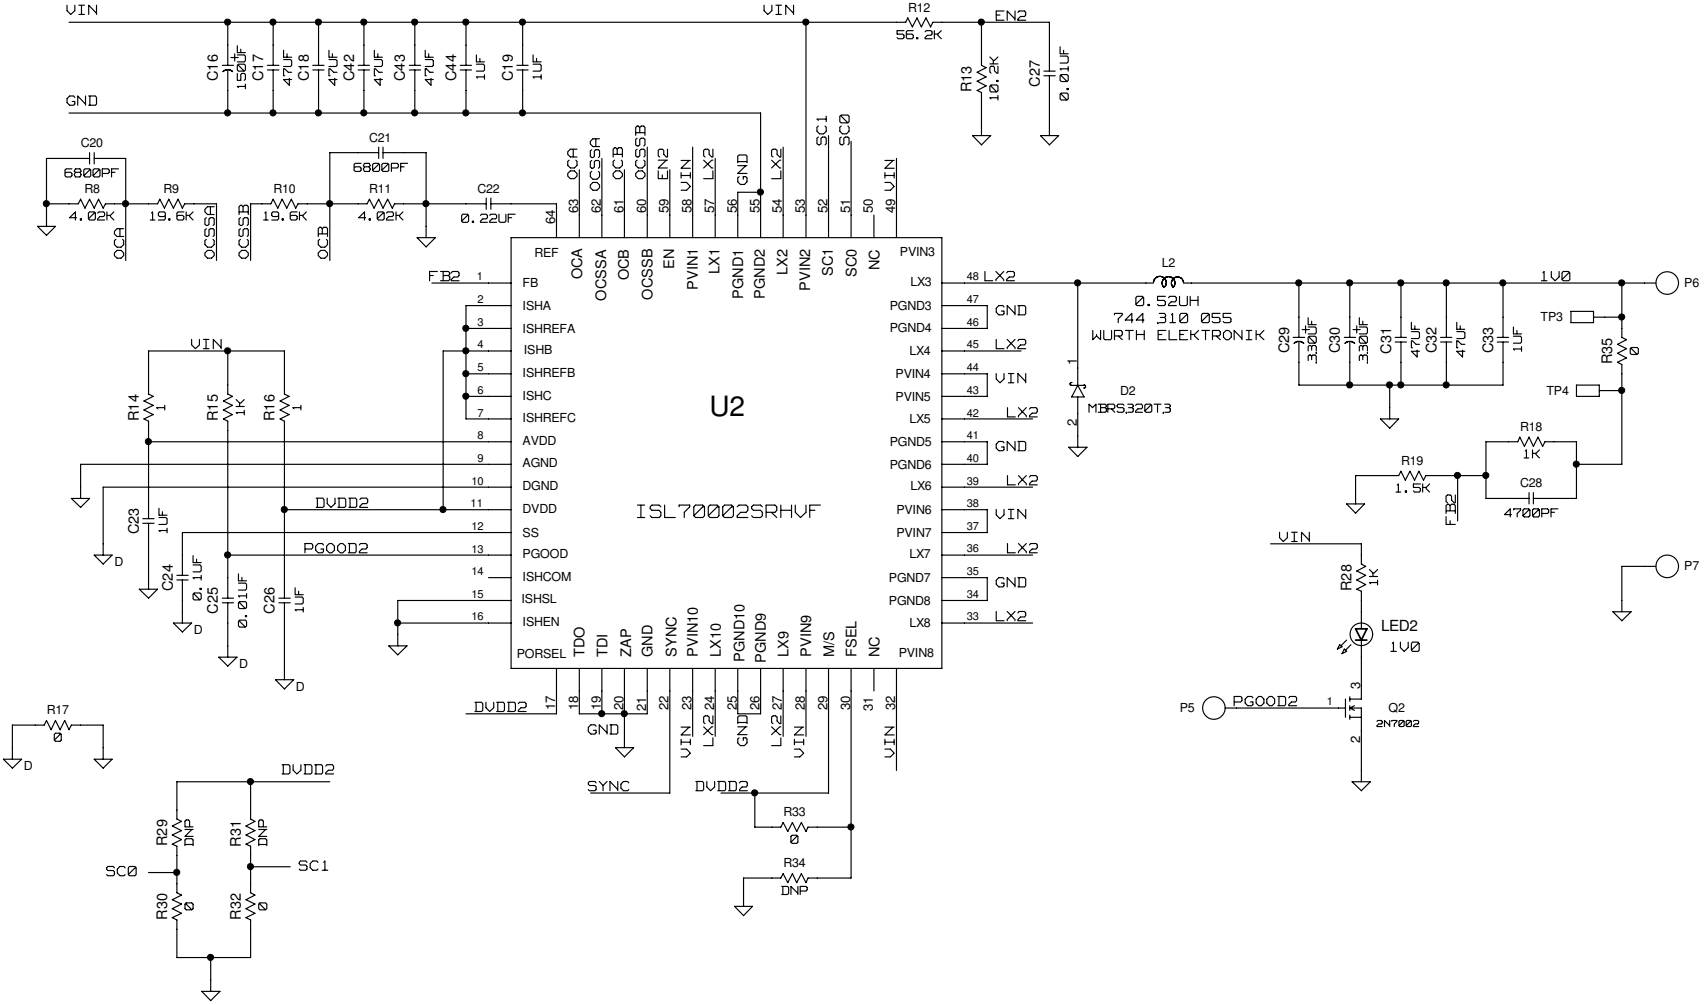 VIN
VIN
R12
56.2K
EN2
C16
150UF
+
C17
47UF
C18
47UF
C42
47UF
C43
47UF
C44
1UF
C19
1UF
R13
10.2K
C27
0.01UF
GND
C20
6800PF
R8
4.02K
R9
19.6K
OCA
OCSSA
C21
6800PF
R10
19.6K
R11
4.02K
OCSSB
OCB
C22
0.22UF
OCA
OCSSA
OCB
OCSSB
EN2
VIN
LX2
GND
LX2
SC1
SC0
VIN
64
63
62
61
60
59
58
57
56
55
54
53
52
51
50
49
REF
OCA
OCSSA
OCB
OCSSB
EN
PVIN1
LX1
PGND1
PGND2
LX2
PVIN2
SC1
SC0
NC
PVIN3
FB2
1
FB
2
ISHA
3
ISHREFA
4
ISHB
5
ISHREFB
6
ISHC
7
ISHREFC
8
AVDD
9
AGND
10
DGND
DVDD2
11
DVDD
12
SS
PGOOD2
13
PGOOD
14
ISHCOM
15
ISHSL
16
ISHEN
U2
ISL70002SRHVF
LX3
48
LX2
PGND3
47
GND
PGND4
46
LX4
45
LX2
PVIN4
44
VIN
PVIN5
43
LX5
42
LX2
PGND5
41
GND
PGND6
40
LX6
39
LX2
PVIN6
38
VIN
PVIN7
37
LX7
36
LX2
PGND7
35
GND
PGND8
34
LX8
33
LX2
PORSEL
TDO
TDI
ZAP
GND
SYNC
PVIN10
LX10
PGND10
PGND9
LX9
PVIN9
M/S
FSEL
NC
PVIN8
17
18
19
20
21
22
23
24
25
26
27
28
29
30
31
32
DVDD2
GND
VIN
LX2
GND
LX2
VIN
VIN
SYNC
DVDD2
R33
0
R34
DNP
VIN
R14
1
R15
1K
R16
1
C23
1UF
C24
0.1UF
C25
0.01UF
C26
1UF
D
D
D
D
R17
0
D
DVDD2
R29
DNP
R31
DNP
SC0
SC1
R30
0
R32
0
L2
0.52UH
744 310 055
WURTH ELEKTRONIK
1
D2
MBRS320T3
2
C29
330UF
+
C30
330UF
+
C31
47UF
C32
47UF
C33
1UF
1V0
P6
TP3
R35
0
TP4
R18
1K
R19
1.5K
C28
4700PF
FB2
VIN
R28
1K
LED2
1V0
P5
PGOOD2
1
3
2
Q2
2N7002
P7